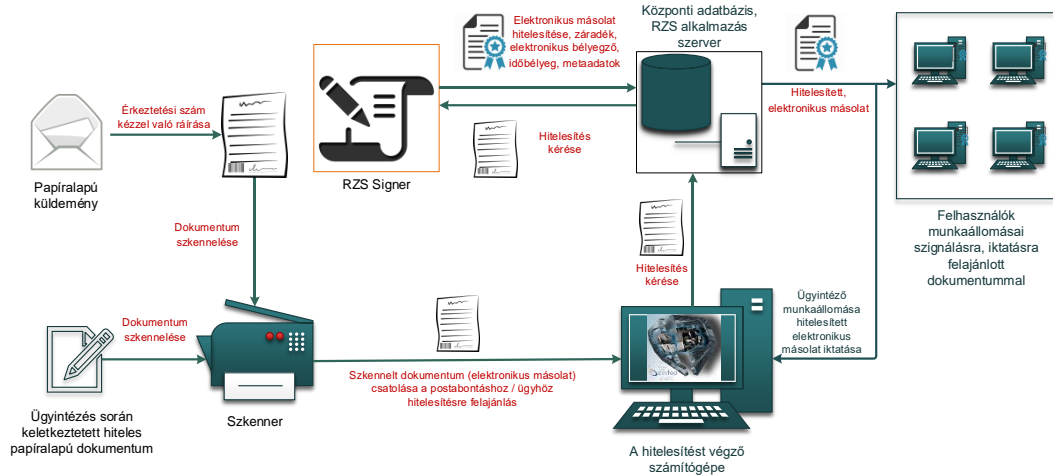 Központi adatbázis,
RZS alkalmazás
szerver
Elektronikus másolat
hitelesítése, záradék,
elektronikus bélyegző,
időbélyeg, metaadatok
Hitelesített,
elektronikus másolat
Érkeztetési szám
kézzel való ráírása
Hitelesítés
kérése
Papíralapú
küldemény
RZS Signer
Dokumentum
szkennelése
Hitelesítés
kérése
Felhasználók
munkaállomásai
szignálásra, iktatásra
felajánlott
dokumentummal
Dokumentum
szkennelése
Ügyintéző
munkaállomása
hitelesített
elektronikus
másolat iktatása
Szkennelt dokumentum (elektronikus másolat)
csatolása a postabontáshoz / ügyhöz
hitelesítésre felajánlás
Ügyintézés során
keletkeztetett hiteles
papíralapú dokumentum
Szkenner
A hitelesítést végző
számítógépe